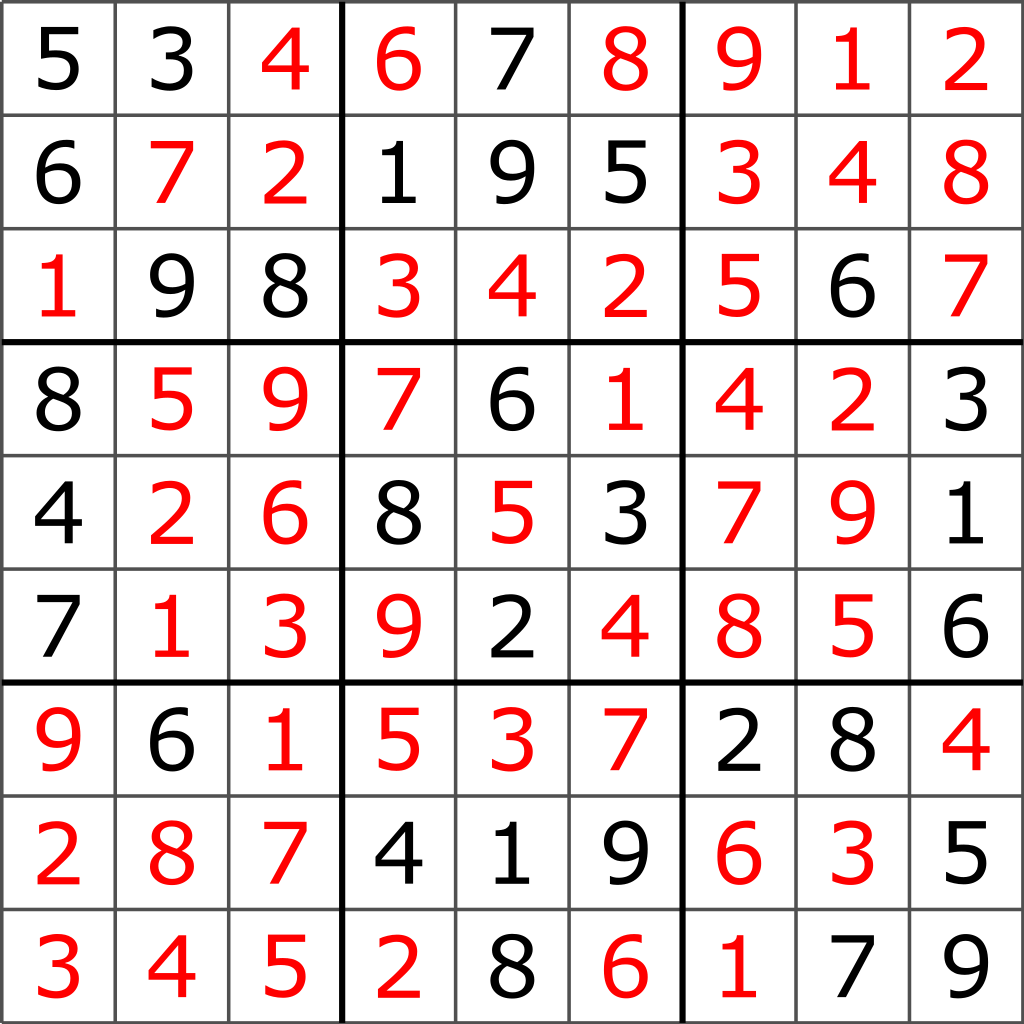 5 3 4 6 7 8 9 1 2
6 7 2 1 9 5 3 4 8
1 9 8 3 4 2 5 6 7
8 5 9 7 6 1 4 2 3
4 2 6 8 5 3 7 9 1
7 1 3 9 2 4 8 5 6
9 6 1 5 3 7 2 8 4
2 8 7 4 1 9 6 3 5
3 4 5 2 8 6 1 7 9